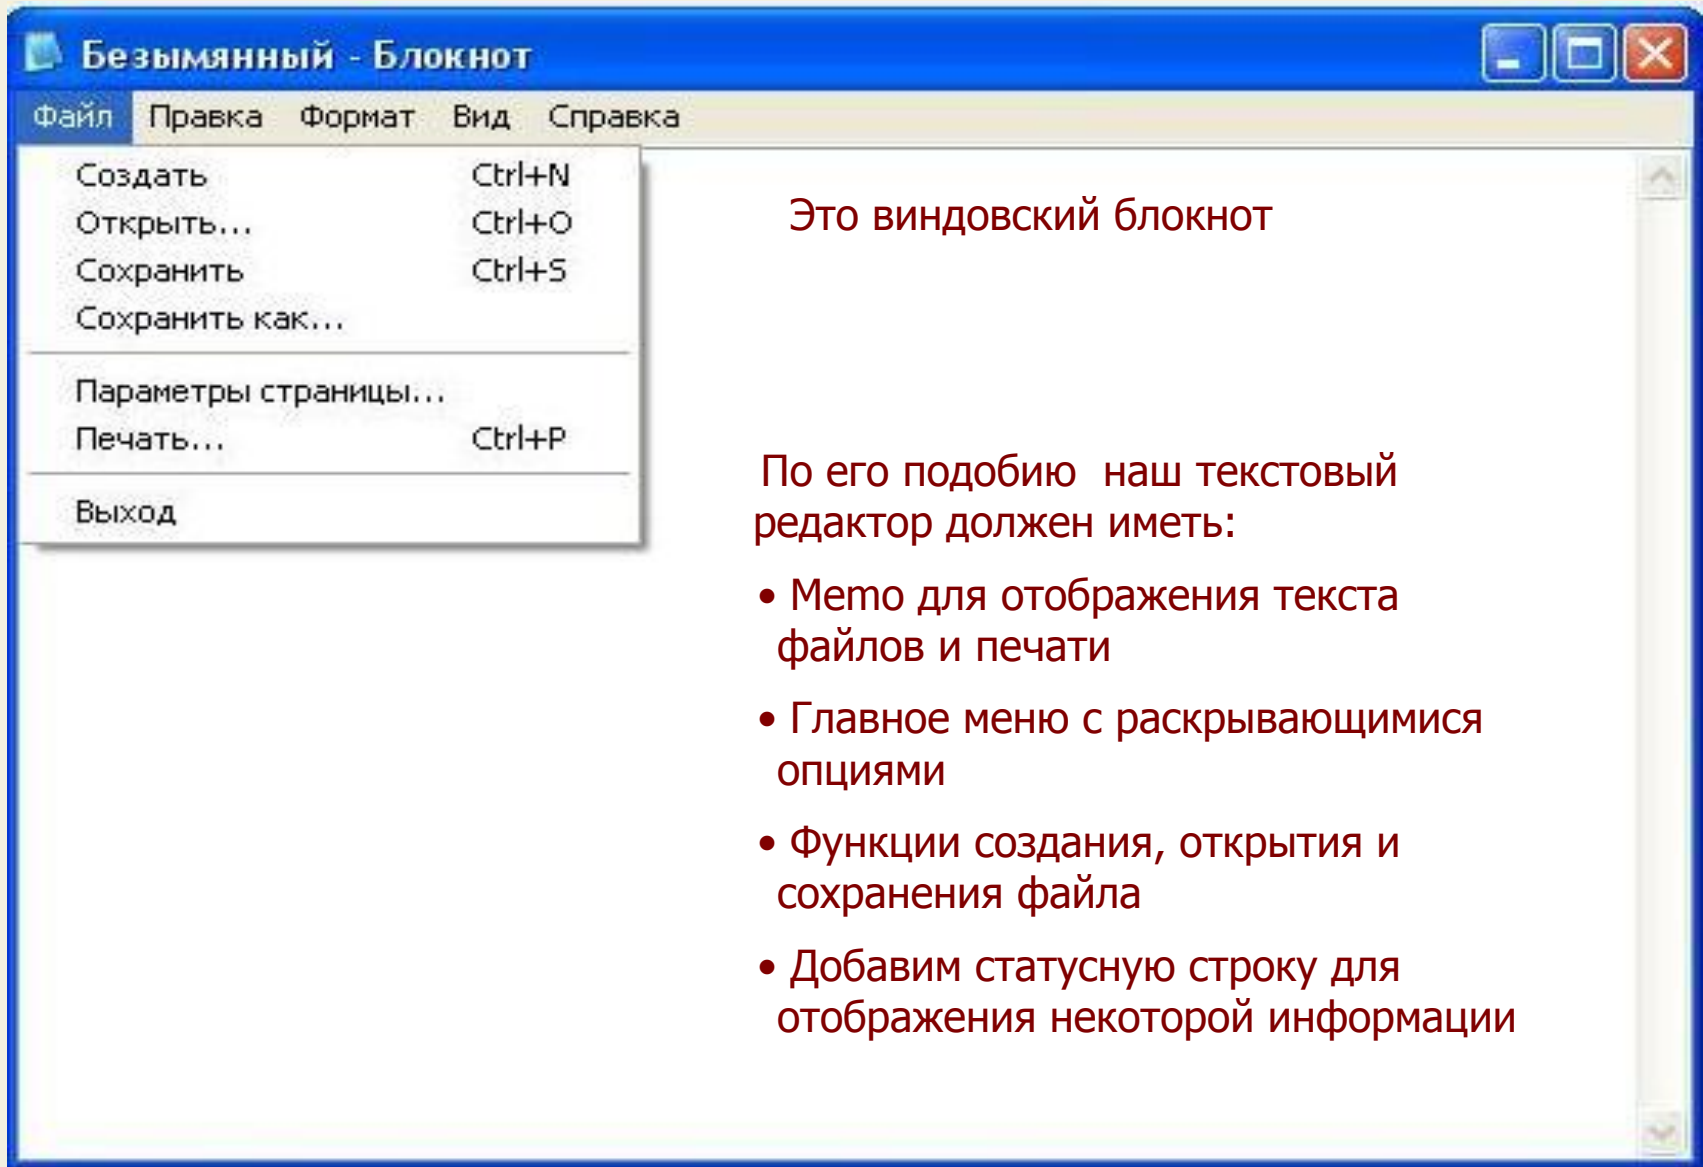 Безымянный - Блокнот
Файл Правка Формат Вид Справка
Создать Ctrl+N
Открыть... Ctrl+O
Сохранить Ctrl+S
Сохранить как...
Параметры страницы...
Печать... Ctrl+P
Выход
Это виндовский блокнот
По его подобию наш текстовый
редактор должен иметь:
• Memo для отображения текста
файлов и печати
• Главное меню с раскрывающимися
опциями
• Функции создания, открытия и
сохранения файла
• Добавим статусную строку для
отображения некоторой информации